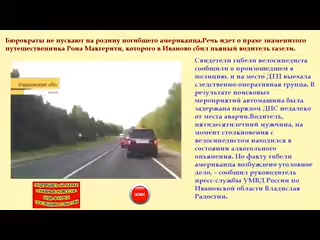 Бюрократы не пускают на родину погибшего американца.Речь идет о прахе знаменитого
путешественника Рона Макгерити, которого в Иваново сбил пьяный водитель газели.
Свидетели гибели велосипедиста
сообщили о произошедшем в
полицию, и на место ДТП выехала
следственно-оперативная группа. В
результате поисковых
мероприятий автомашина была
задержана нарядом ДПС недалеко
от места аварии.Водитель,
пятидесятилетний мужчина, на
момент столкновения с
велосипедистом находился в
состоянии алкогольного
опьянения. По факту гибели
американца возбуждено уголовное
дело, – сообщил руководитель
пресс-службы УМВД России по
Ивановской области Владислав
Радостин.